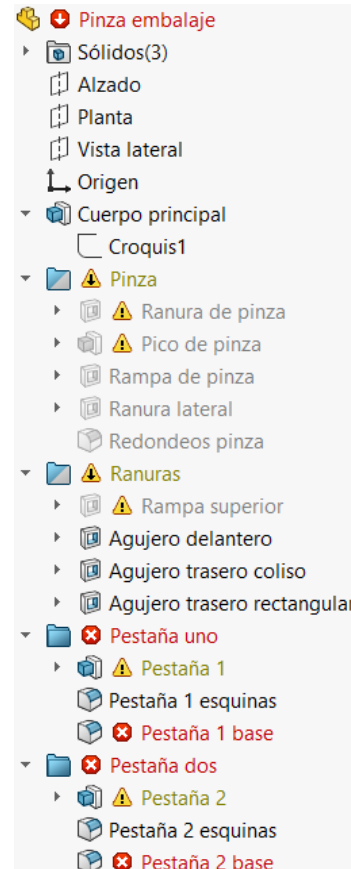 Pinza embalaje
Sólidos(3)
Alzado
Planta
Vista lateral
Origen
Cuerpo principal
Croquis1
Pinza
Ranura de pinza
Pico de pinza
Rampa de pinza
Ranura lateral
Redondeos pinza
Ranuras
Rampa superior
Agujero delantero
Agujero trasero coliso
Agujero trasero rectangular
Pestaña uno
Pestaña 1
Pestaña 1 esquinas
Pestaña 1 base
Pestaña dos
Pestaña 2
Pestaña 2 esquinas
Pestaña 2 base